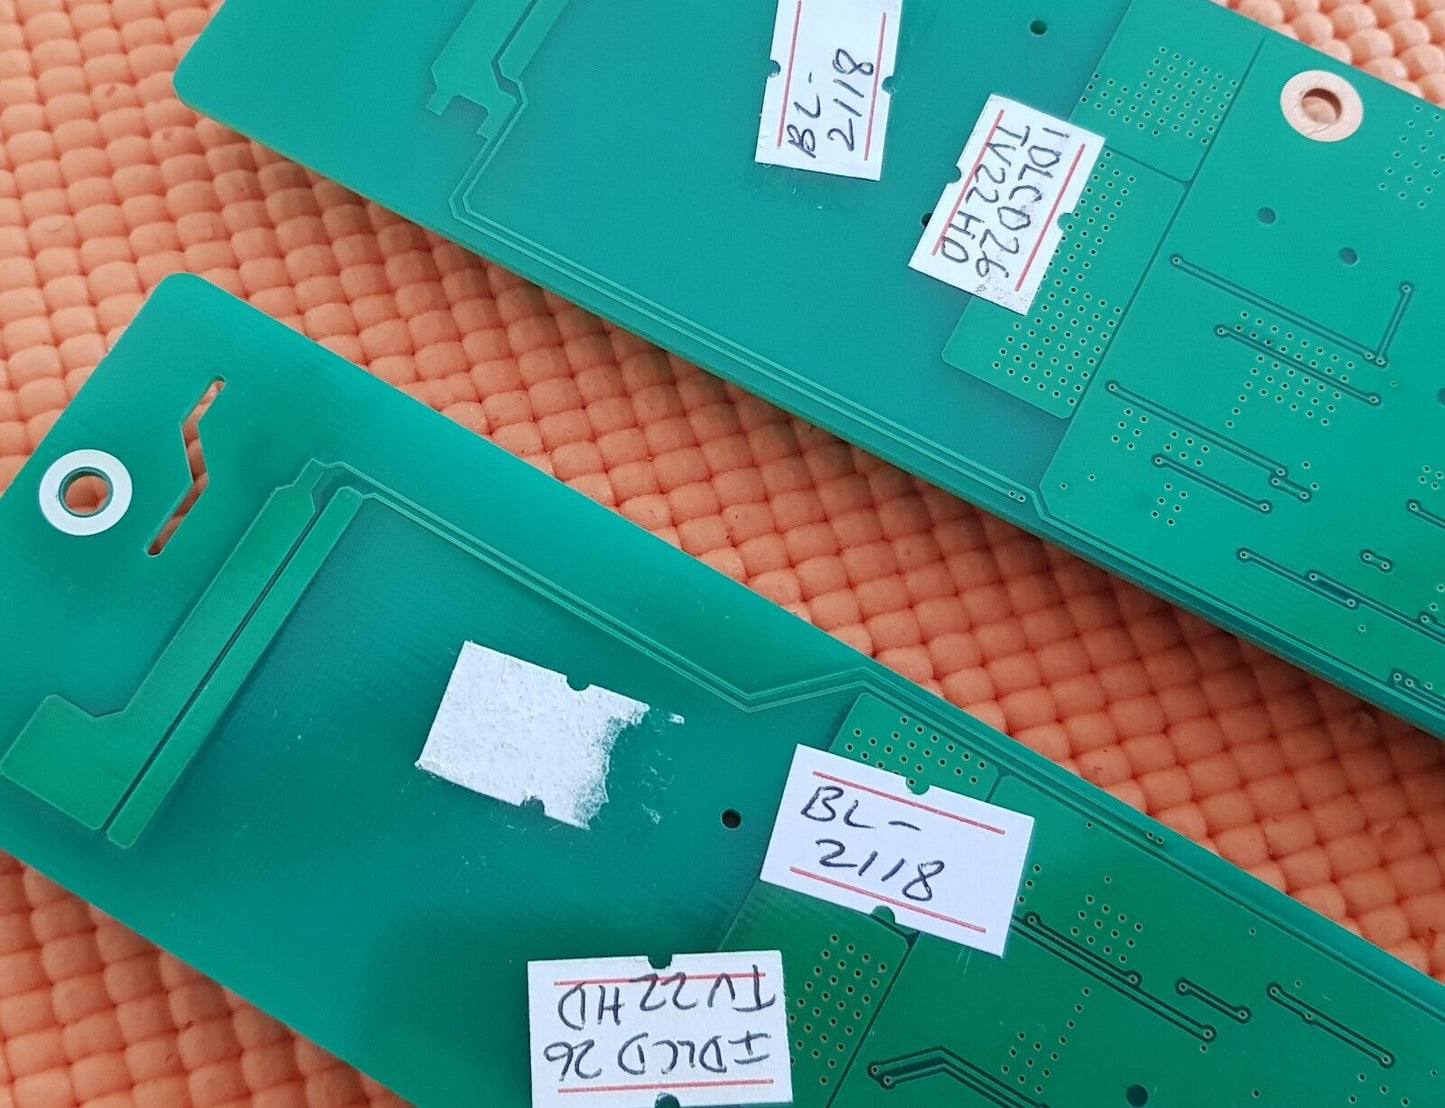 BL-
2118
IDLCD26
TV22HD
BL-
2118
IDLCD26
TV22HD